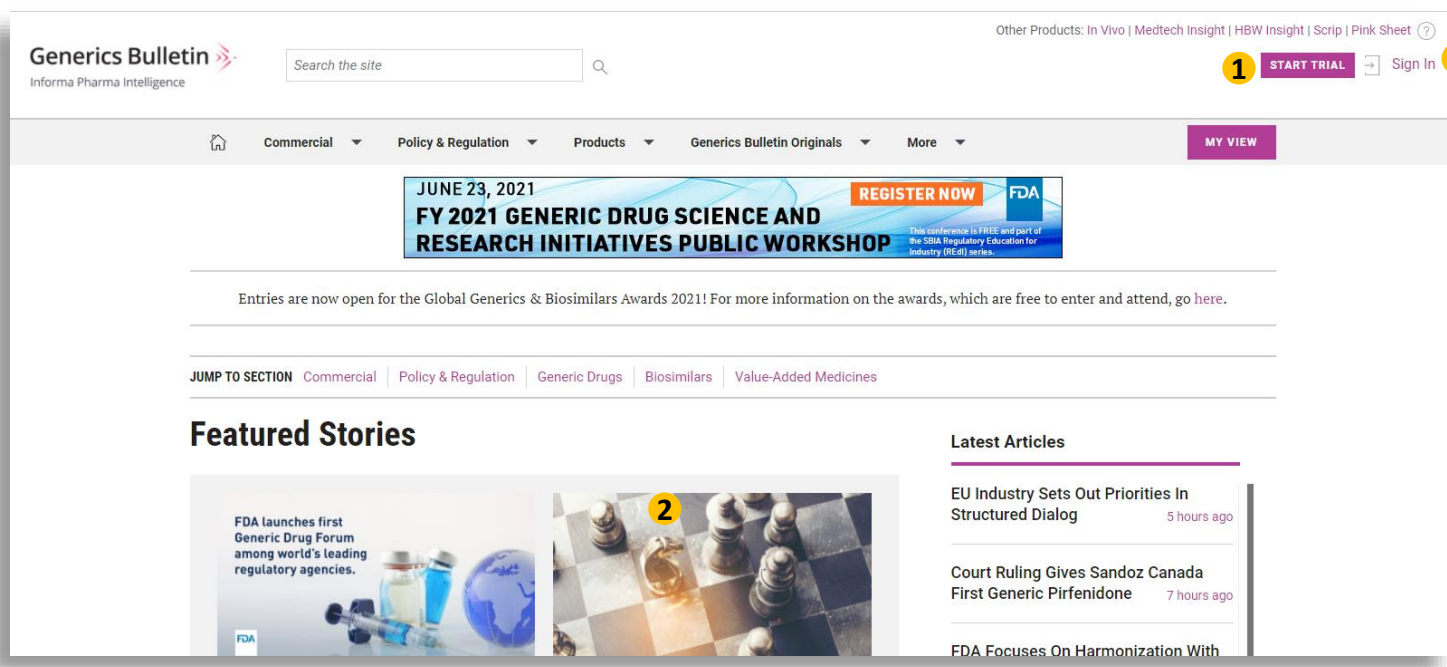 Other Products: In Vivo | Medtech Insight | HBW Insight | Scrip | Pink Sheet ?
Generics Bulletin
Informa Pharma Intelligence
Search the site
1
START TRIAL
Sign In
Commercial
Policy & Regulation
Products
Generics Bulletin Originals
More
MY VIEW
JUNE 23, 2021
FY 2021 GENERIC DRUG SCIENCE AND
RESEARCH INITIATIVES PUBLIC WORKSHOP
REGISTER NOW
FDA
This conference is FREE and part of
the SBIA Regulatory Education for
Industry (REdI) series.
Entries are now open for the Global Generics & Biosimilars Awards 2021! For more information on the awards, which are free to enter and attend, go here.
JUMP TO SECTION Commercial | Policy & Regulation | Generic Drugs | Biosimilars | Value-Added Medicines
Featured Stories
FDA launches first
Generic Drug Forum
among world's leading
regulatory agencies.
FDA
2
Latest Articles
EU Industry Sets Out Priorities In
Structured Dialog 5 hours ago
Court Ruling Gives Sandoz Canada
First Generic Pirfenidone 7 hours ago
FDA Focuses On Harmonization With